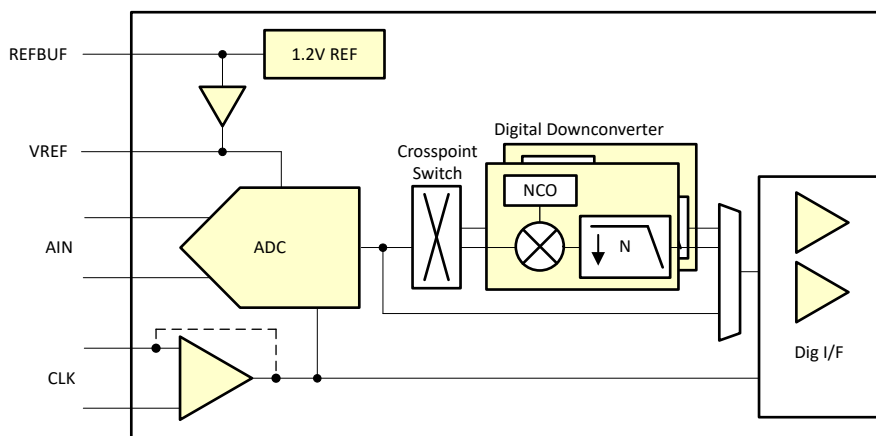 REFBUF
1.2V REF
VREF
AIN
CLK
ADC
Crosspoint
Switch
Digital Downconverter
NCO
N
Dig I/F